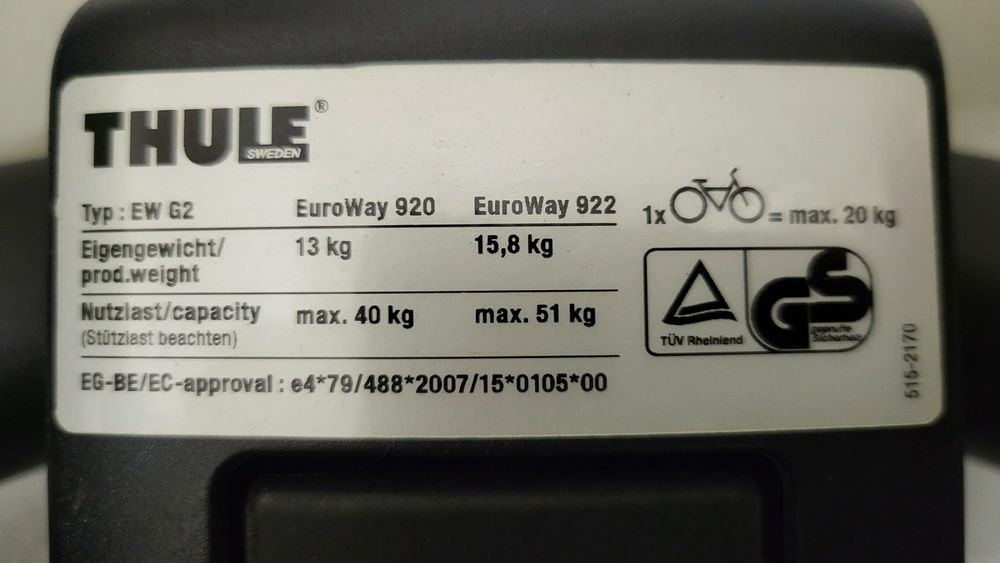 THULE®
SWEDEN
Typ : EW G2 EuroWay 920 EuroWay 922
Eigengewicht/
prod.weight 13 kg 15,8 kg
Nutzlast/capacity max. 40 kg max. 51 kg
(Stützlast beachten)
EG-BE/EC-approval : e4*79/488*2007/15*0105*00
1x = max. 20 kg
TÜV Rheinland
GS
geprüfte
Sicherheit
515-2170